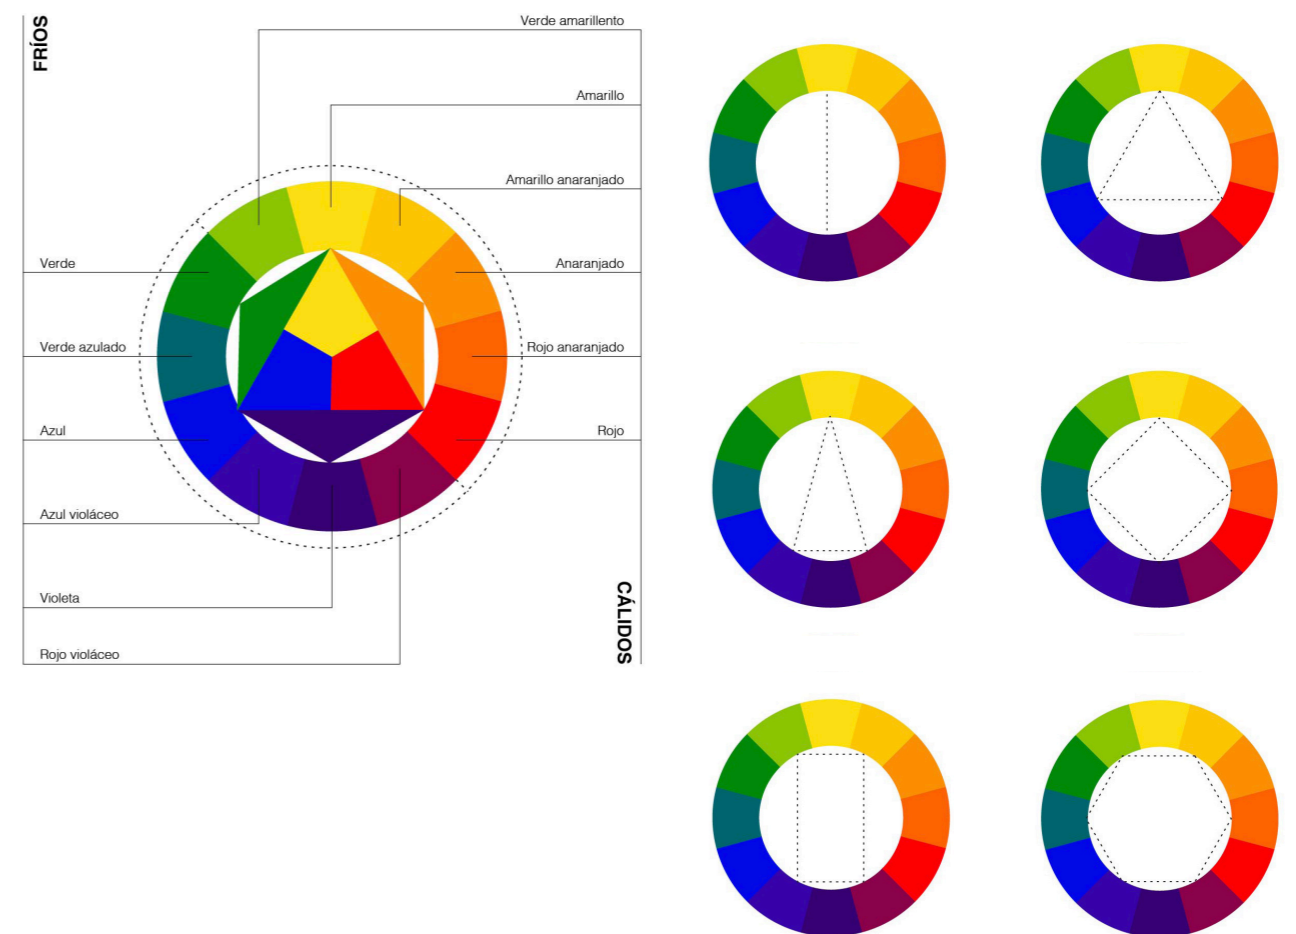 FRÍOS
Verde amarillento
Amarillo
Amarillo anaranjado
Verde
Anaranjado
Verde azulado
Rojo anaranjado
Azul
Rojo
Azul violáceo
Violeta
CÁLIDOS
Rojo violáceo